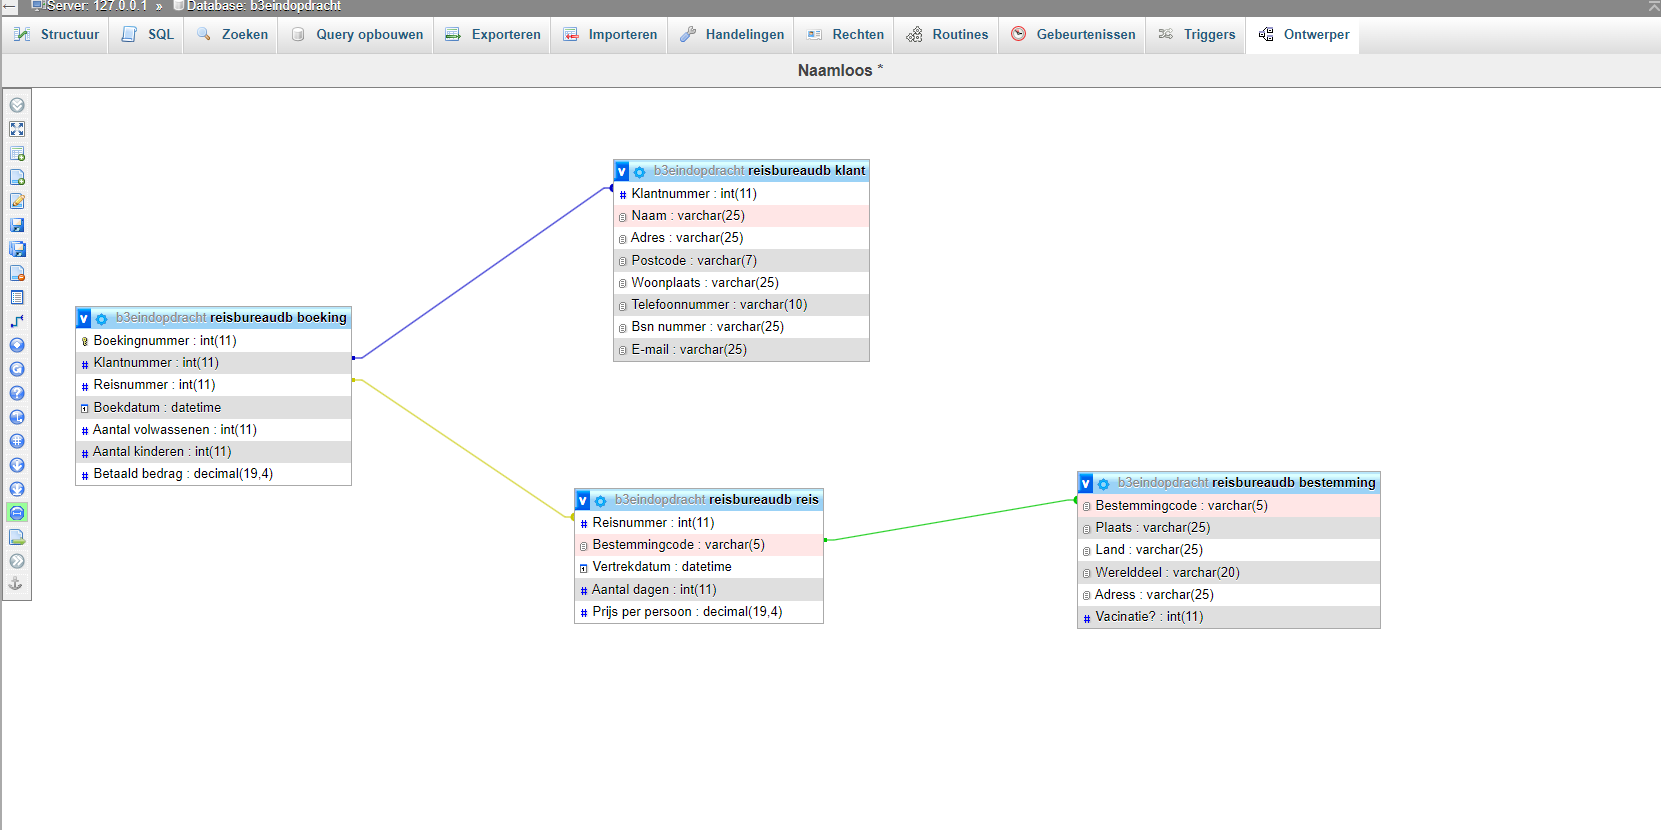 Server: 127.0.0.1 » Database: b3eindopdracht
Structuur SQL Zoeken Query opbouwen Exporteren Importeren Handelingen Rechten Routines Gebeurtenissen Triggers Ontwerper
Naamloos *
v b3eindopdracht reisbureaudb klant
# Klantnummer : int(11)
Naam : varchar(25)
Adres : varchar(25)
Postcode : varchar(7)
Woonplaats : varchar(25)
Telefoonnummer : varchar(10)
Bsn nummer : varchar(25)
E-mail : varchar(25)
v b3eindopdracht reisbureaudb boeking
Boekingnummer : int(11)
# Klantnummer : int(11)
# Reisnummer : int(11)
Boekdatum : datetime
# Aantal volwassenen : int(11)
# Aantal kinderen : int(11)
# Betaald bedrag : decimal(19,4)
v b3eindopdracht reisbureaudb reis
# Reisnummer : int(11)
Bestemmingcode : varchar(5)
Vertrekdatum : datetime
# Aantal dagen : int(11)
# Prijs per persoon : decimal(19,4)
v b3eindopdracht reisbureaudb bestemming
Bestemmingcode : varchar(5)
Plaats : varchar(25)
Land : varchar(25)
Werelddeel : varchar(20)
Adress : varchar(25)
# Vacinatie? : int(11)